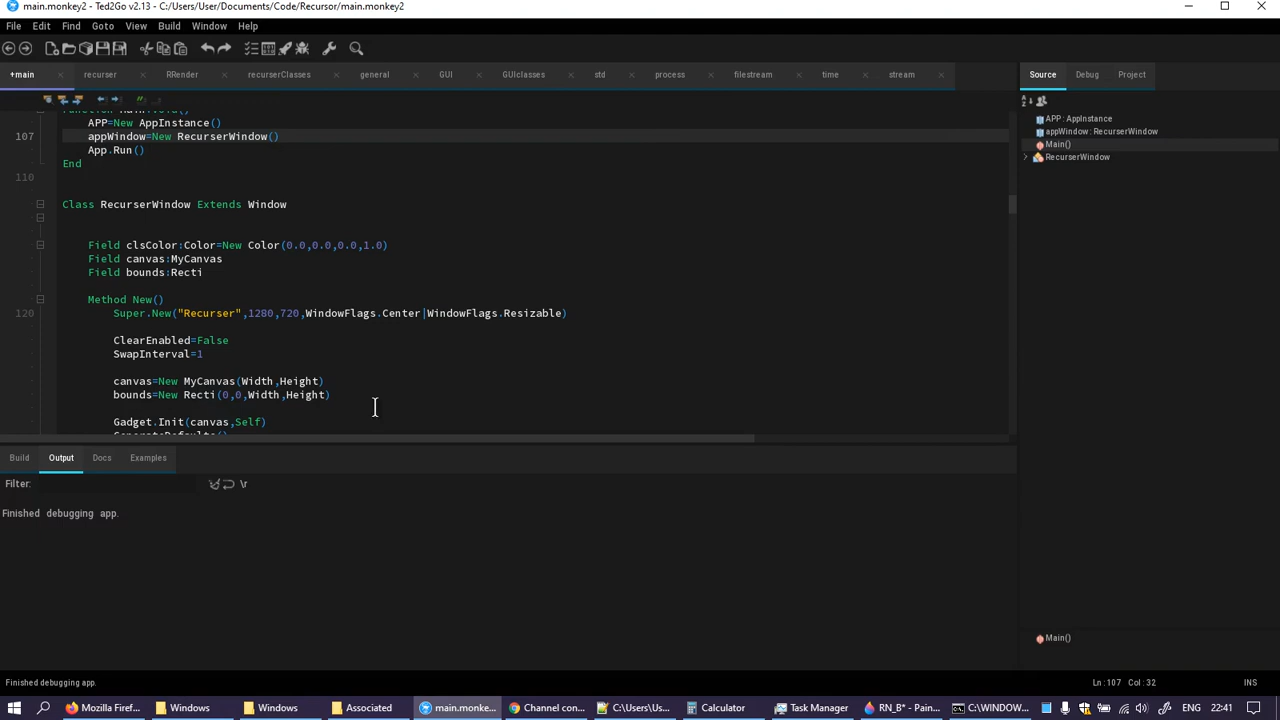 main.monkey2 - Ted2Go v2.13 - C:/Users/User/Documents/Code/Recursor/main.monkey2
File Edit Find Goto View Build Window Help
+main recurser RRender recurserClasses general GUI GUIclasses std process filestream time stream
Source Debug Project
APP=New AppInstance()
107 appWindow=New RecurserWindow()
App.Run()
End
110
Class RecurserWindow Extends Window
Field clsColor:Color=New Color(0.0,0.0,0.0,1.0)
Field canvas:MyCanvas
Field bounds:Recti
Method New()
120 Super.New("Recurser",1280,720,WindowFlags.Center|WindowFlags.Resizable)
ClearEnabled=False
SwapInterval=1
canvas=New MyCanvas(Width,Height)
bounds=New Recti(0,0,Width,Height)
Gadget.Init(canvas,Self)
GenerateDefaults()
APP : AppInstance
appWindow : RecurserWindow
Main()
RecurserWindow
Build Output Docs Examples
Filter: \r
Finished debugging app.
Main()
Finished debugging app. Ln:107 Col:32 INS
Mozilla Firef... Windows Windows Associated main.monke... Channel con... C:\Users\Us... Calculator Task Manager RN_B* - Pain... C:\WINDOW... ENG 22:41